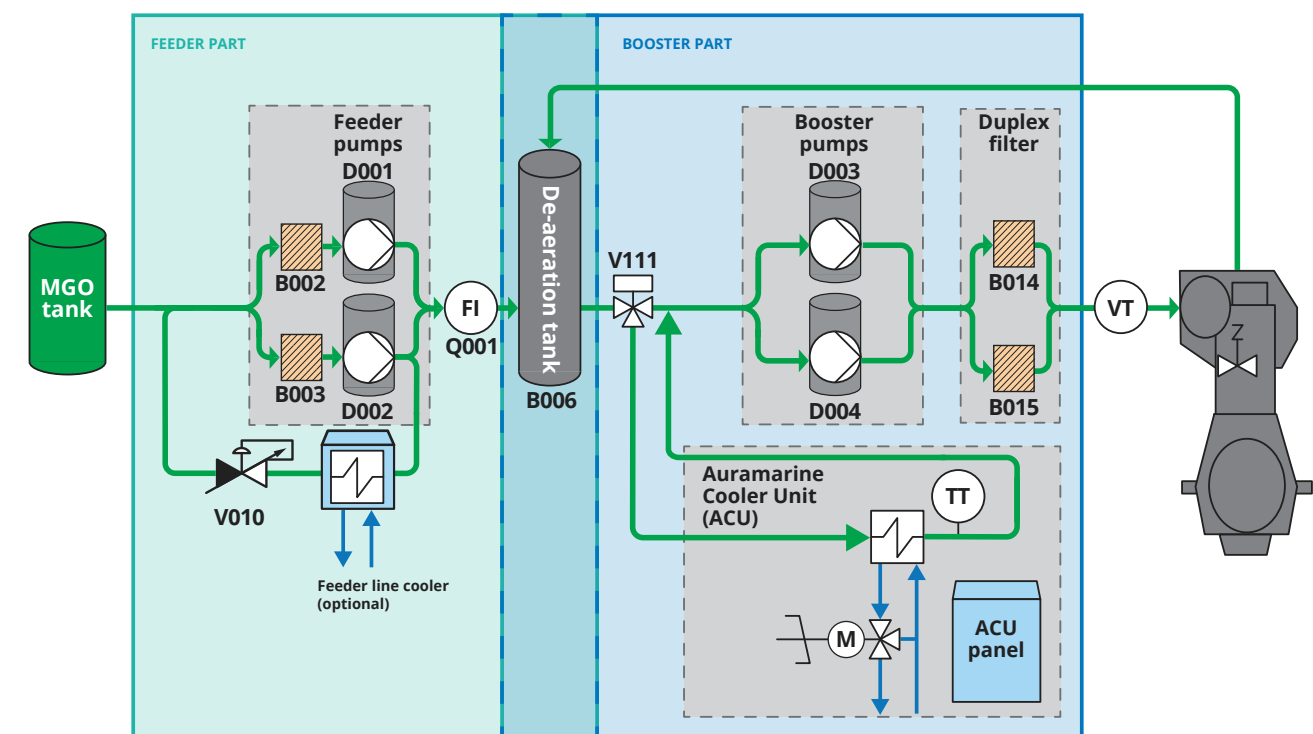 FEEDER PART
BOOSTER PART
Feeder
pumps
D001
Booster
pumps
D003
Duplex
filter
MGO
tank
B002
B003
D002
FI
Q001
De-aeration tank
B006
V111
D004
B014
B015
VT
V010
Feeder line cooler
(optional)
Auramarine
Cooler Unit
(ACU)
TT
M
ACU
panel